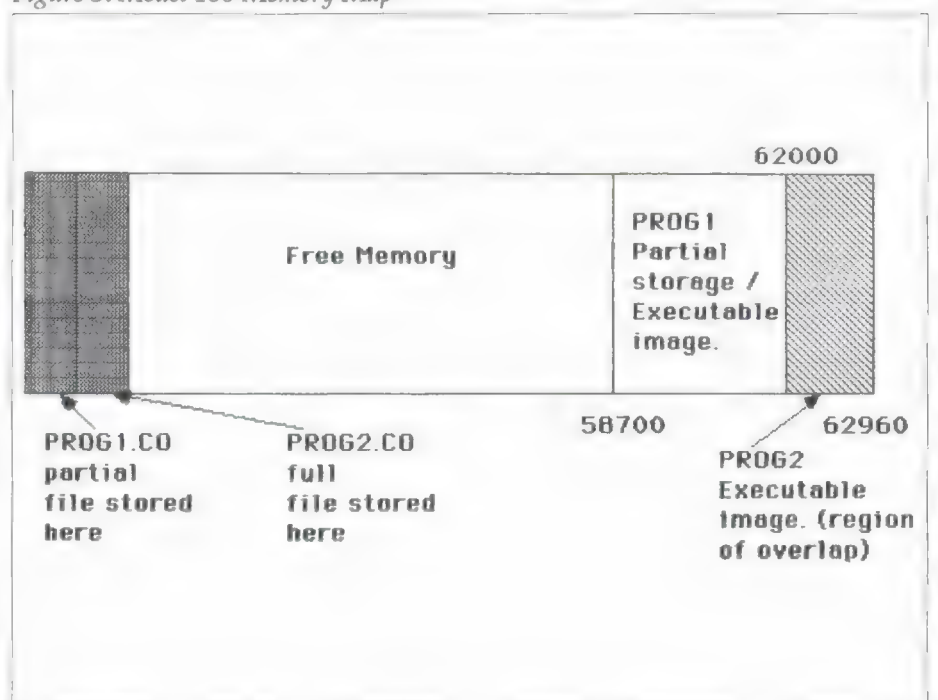 62000
Free Memory
PROG1
Partial
storage /
Executable
image.
58700
62960
PROG1.CO
partial
file stored
here
PROG2.CO
full
file stored
here
PROG2
Executable
image. (region
of overlap)